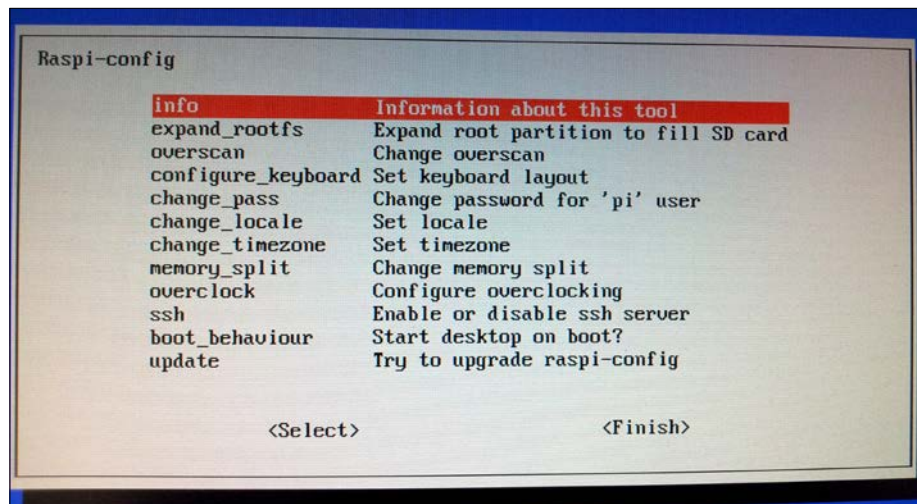 Raspi-config
info Information about this tool
expand_rootfs Expand root partition to fill SD card
overscan Change overscan
configure_keyboard Set keyboard layout
change_pass Change password for 'pi' user
change_locale Set locale
change_timezone Set timezone
memory_split Change memory split
overclock Configure overclocking
ssh Enable or disable ssh server
boot_behaviour Start desktop on boot?
update Try to upgrade raspi-config
<Select> <Finish>